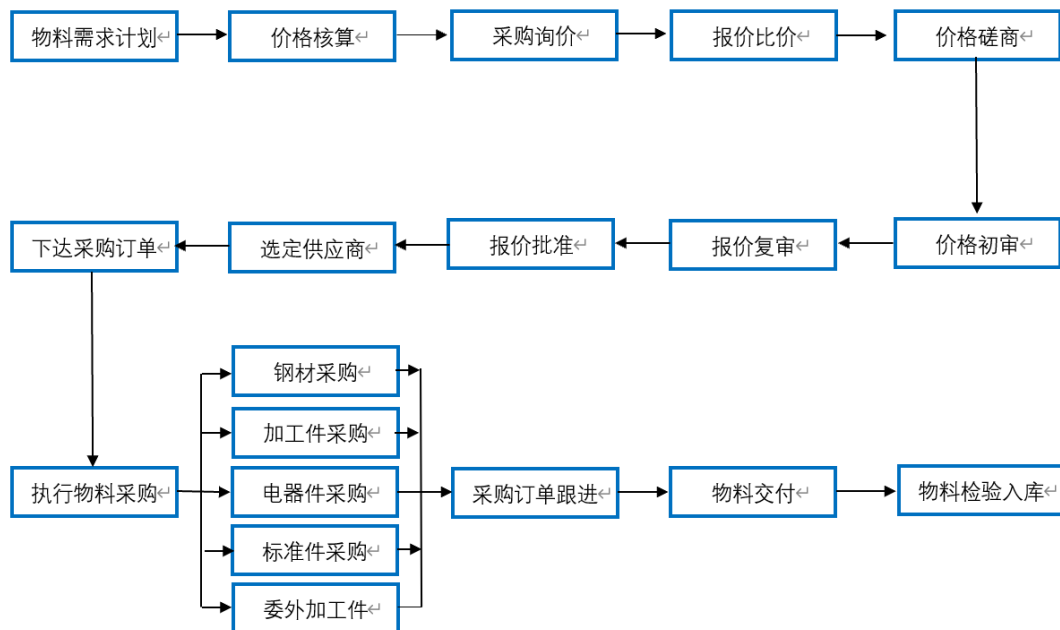 物料需求计划
价格核算
采购询价
报价比价
价格磋商
下达采购订单
选定供应商
报价批准
报价复审
价格初审
钢材采购
加工件采购
执行物料采购
电器件采购
采购订单跟进
物料交付
物料检验入库
标准件采购
委外加工件